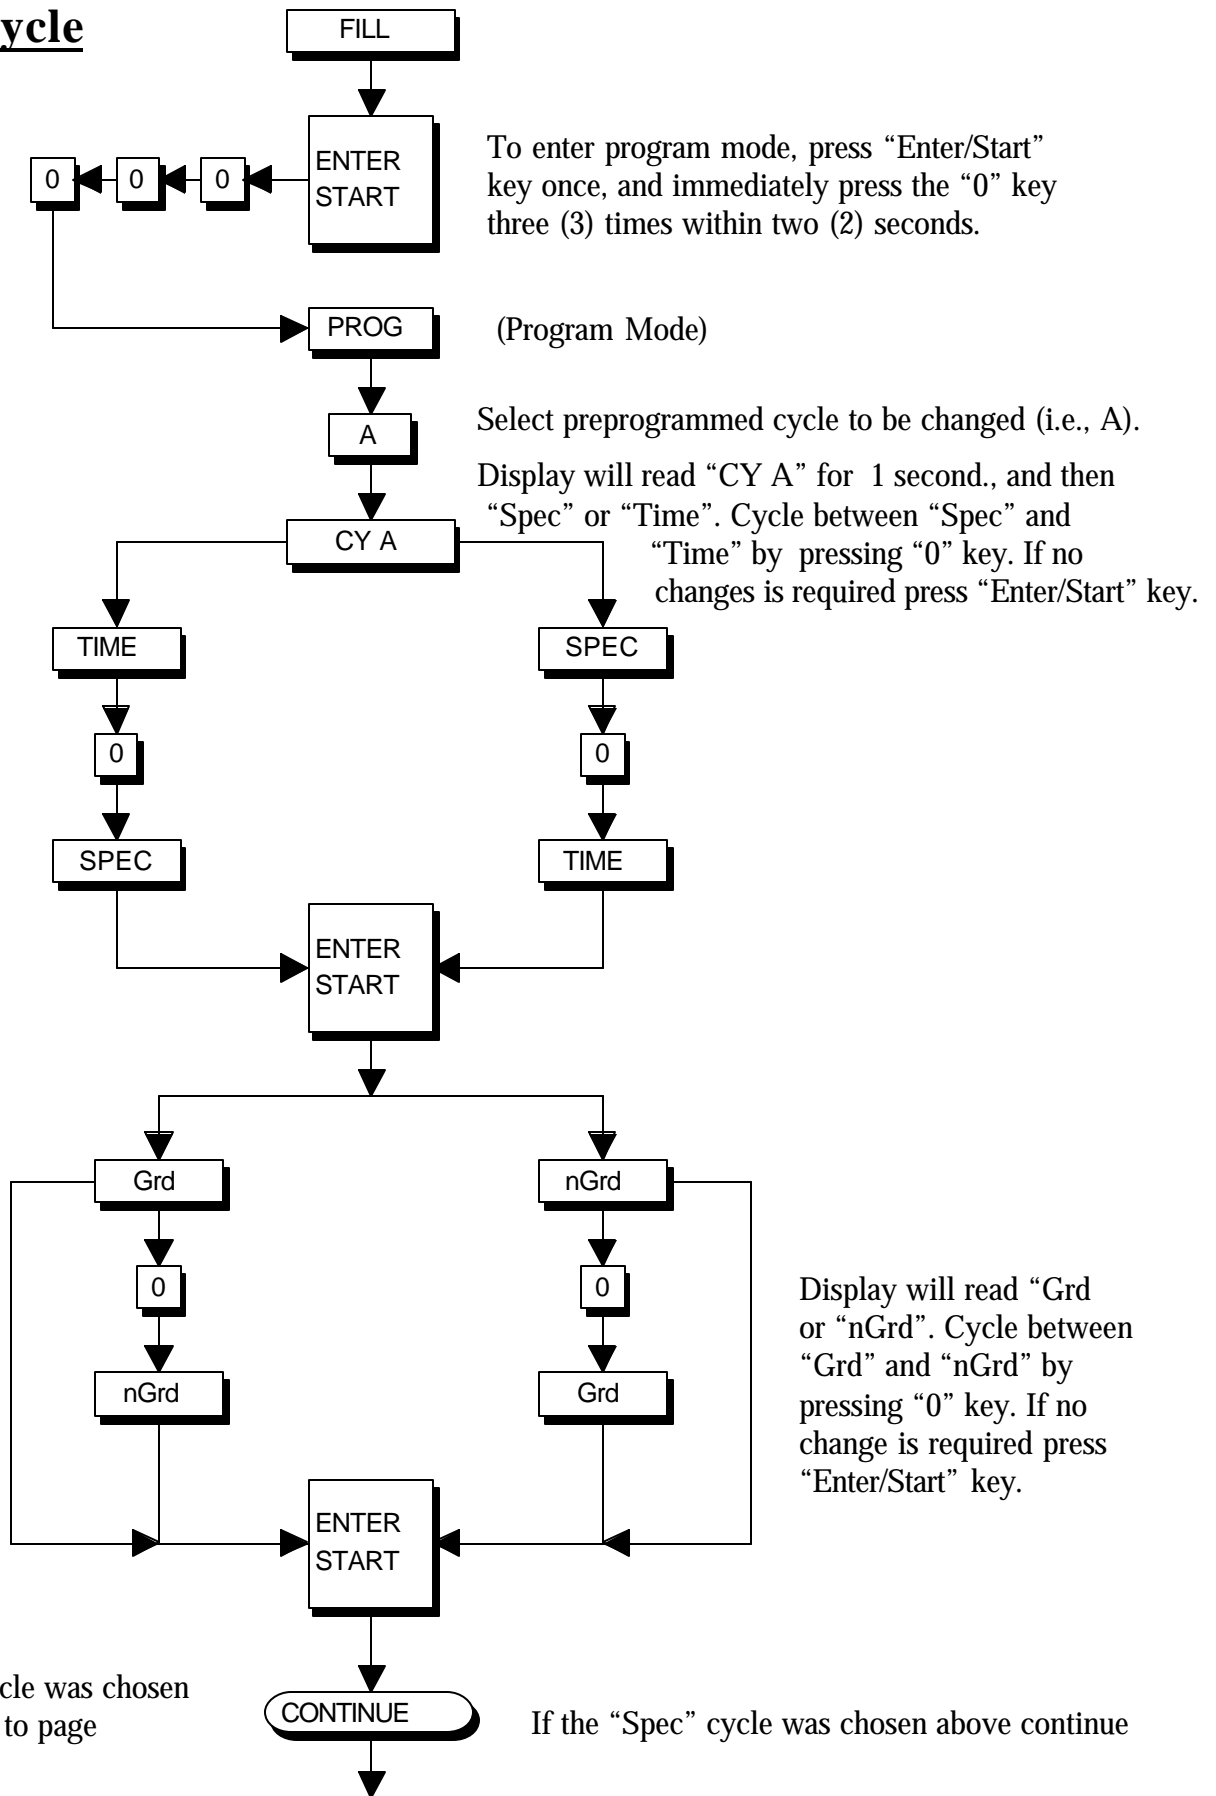 ycle
FILL
ENTER
START
0 0 0
To enter program mode, press “Enter/Start”
key once, and immediately press the “0” key
three (3) times within two (2) seconds.
PROG
(Program Mode)
A
Select preprogrammed cycle to be changed (i.e., A).
Display will read “CY A” for 1 second., and then
“Spec” or “Time”. Cycle between “Spec” and
“Time” by pressing “0” key. If no
changes is required press “Enter/Start” key.
CY A
TIME
SPEC
0
0
SPEC
TIME
ENTER
START
Grd
nGrd
0
0
nGrd
Grd
Display will read “Grd
or “nGrd”. Cycle between
“Grd” and “nGrd” by
pressing “0” key. If no
change is required press
“Enter/Start” key.
ENTER
START
cle was chosen
to page
CONTINUE
If the “Spec” cycle was chosen above continue